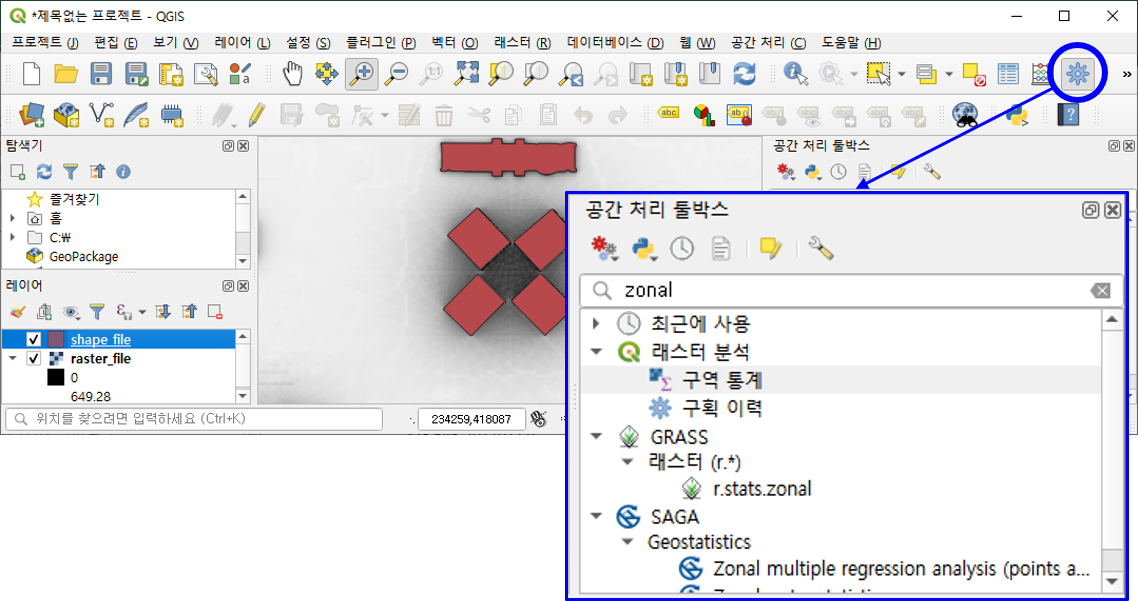 *제목없는 프로젝트 - QGIS
프로젝트 (J) 편집 (E) 보기 (V) 레이어 (L) 설정 (S) 플러그인 (P) 벡터 (O) 래스터 (R) 데이터베이스 (D) 웹 (W) 공간 처리 (C) 도움말 (H)
탐색기
즐겨찾기
홈
C:₩
GeoPackage
레이어
shape_file
raster_file
0
649.28
위치를 찾으려면 입력하세요 (Ctrl+K)
234259,418087
공간 처리 툴박스
공간 처리 툴박스
zonal
최근에 사용
래스터 분석
구역 통계
구획 이력
GRASS
래스터 (r.*)
r.stats.zonal
SAGA
Geostatistics
Zonal multiple regression analysis (points a...